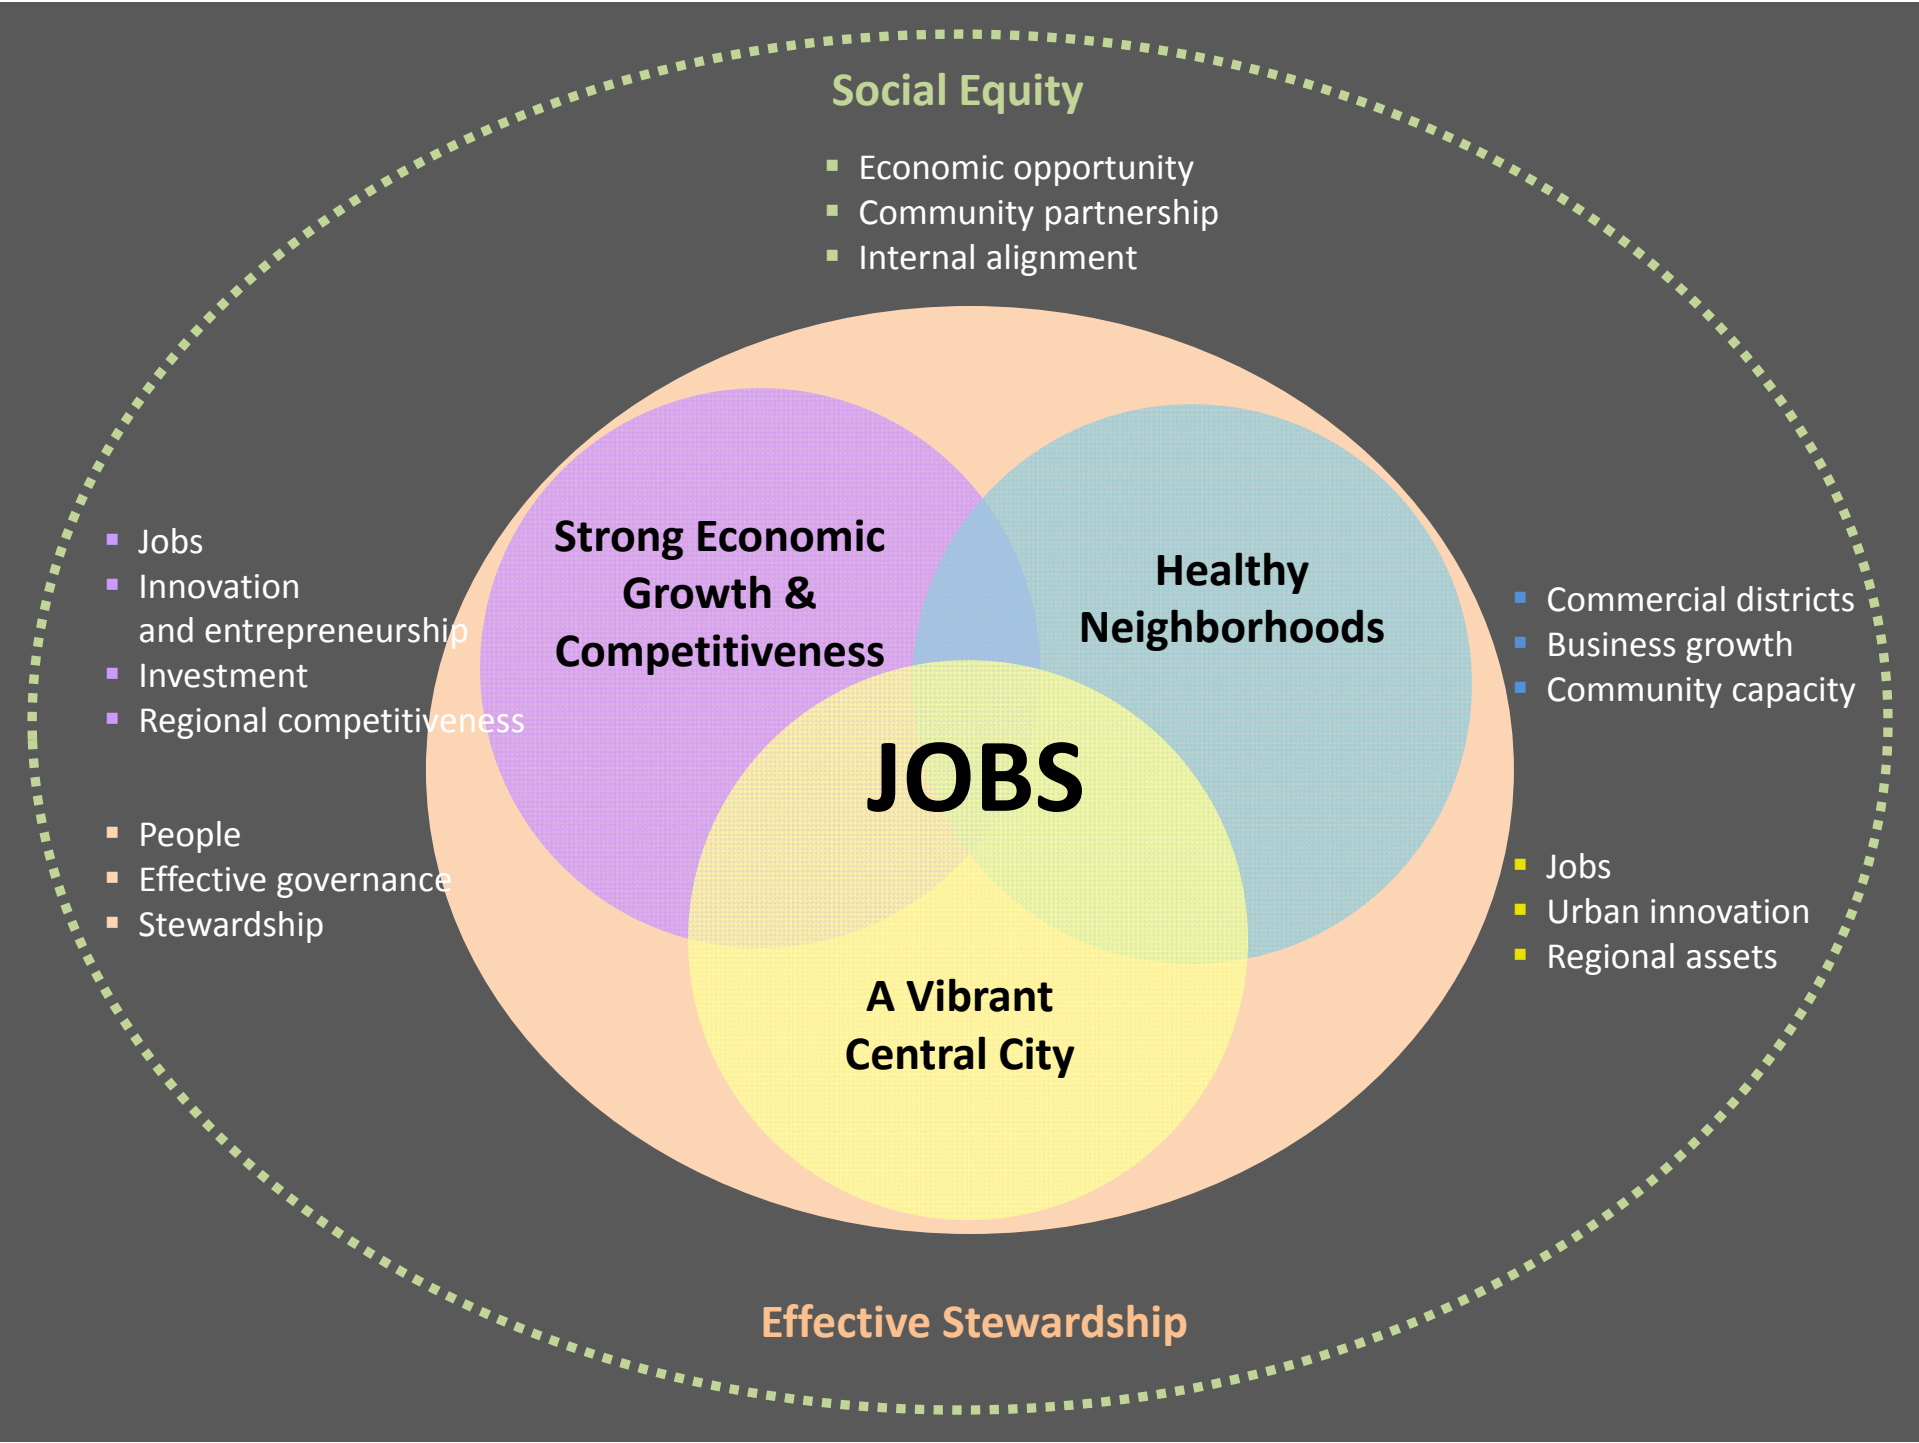 Social Equity
▪ Economic opportunity
▪ Community partnership
▪ Internal alignment
▪ Jobs
▪ Innovation
and entrepreneurship
▪ Investment
▪ Regional competitiveness
▪ People
▪ Effective governance
▪ Stewardship
Strong Economic
Growth &
Competitiveness
Healthy
Neighborhoods
JOBS
A Vibrant
Central City
▪ Commercial districts
▪ Business growth
▪ Community capacity
▪ Jobs
▪ Urban innovation
▪ Regional assets
Effective Stewardship